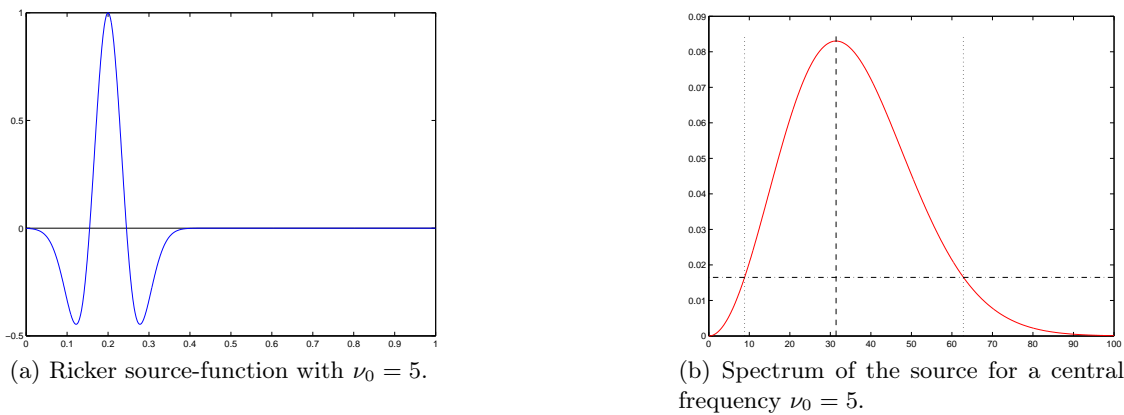 1
0.5
0
−0.5
0 0.1 0.2 0.3 0.4 0.5 0.6 0.7 0.8 0.9 1
(a) Ricker source-function with ν₀ = 5.
0.09
0.08
0.07
0.06
0.05
0.04
0.03
0.02
0.01
0
0 10 20 30 40 50 60 70 80 90 100
(b) Spectrum of the source for a central
frequency ν₀ = 5.